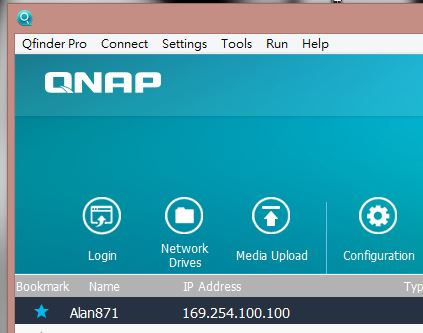 Qfinder Pro Connect Settings Tools Run Help
QNAP
Login Network Drives Media Upload Configuration
Bookmark Name IP Address Typ
Alan871 169.254.100.100